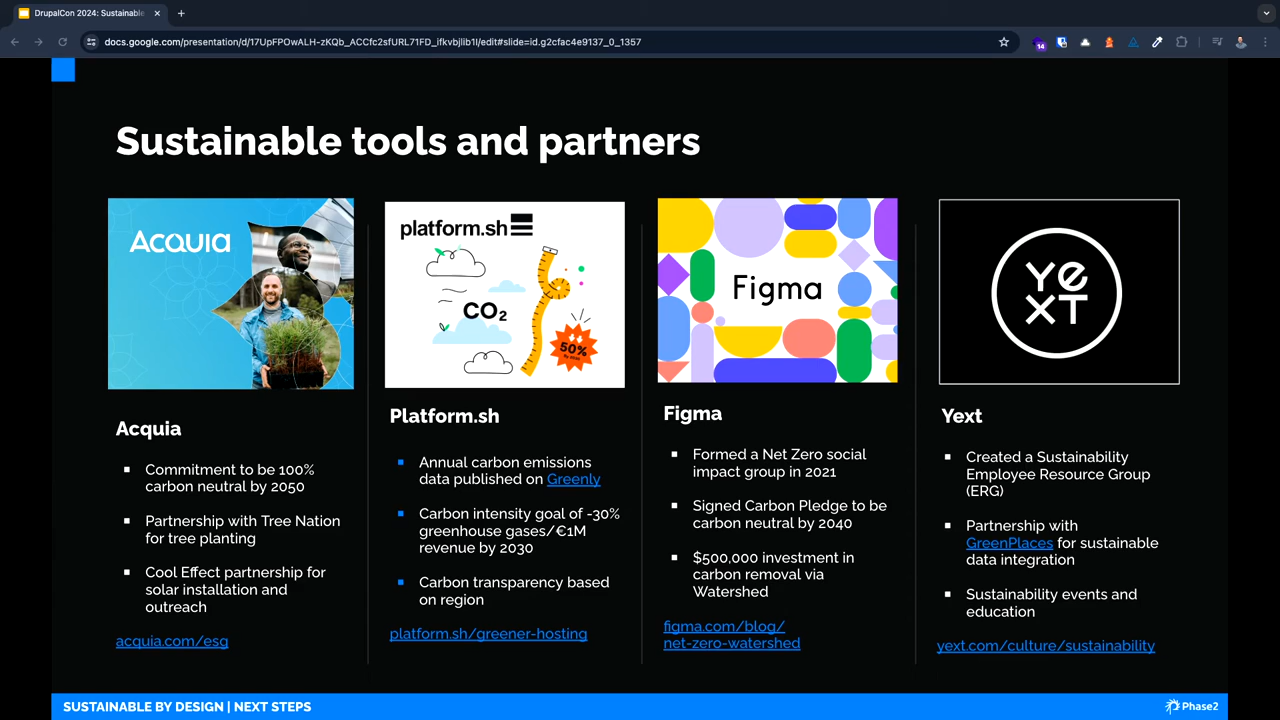 DrupalCon 2024: Sustainable
docs.google.com/presentation/d/17UpFPOwALH-zKQb_ACCfc2sfURL71FD_ifkvbjlib1I/edit#slide=id.g2cfac4e9137_0_1357
14
Sustainable tools and partners
ACQUIA
platform.sh
CO₂
50%
Figma
YEXT
Acquia
▪ Commitment to be 100%
carbon neutral by 2050
▪ Partnership with Tree Nation
for tree planting
▪ Cool Effect partnership for
solar installation and
outreach
acquia.com/esg
Platform.sh
▪ Annual carbon emissions
data published on Greenly
▪ Carbon intensity goal of -30%
greenhouse gases/€1M
revenue by 2030
▪ Carbon transparency based
on region
platform.sh/greener-hosting
Figma
▪ Formed a Net Zero social
impact group in 2021
▪ Signed Carbon Pledge to be
carbon neutral by 2040
▪ $500,000 investment in
carbon removal via
Watershed
figma.com/blog/
net-zero-watershed
Yext
▪ Created a Sustainability
Employee Resource Group
(ERG)
▪ Partnership with
GreenPlaces for sustainable
data integration
▪ Sustainability events and
education
yext.com/culture/sustainability
SUSTAINABLE BY DESIGN | NEXT STEPS
Phase2